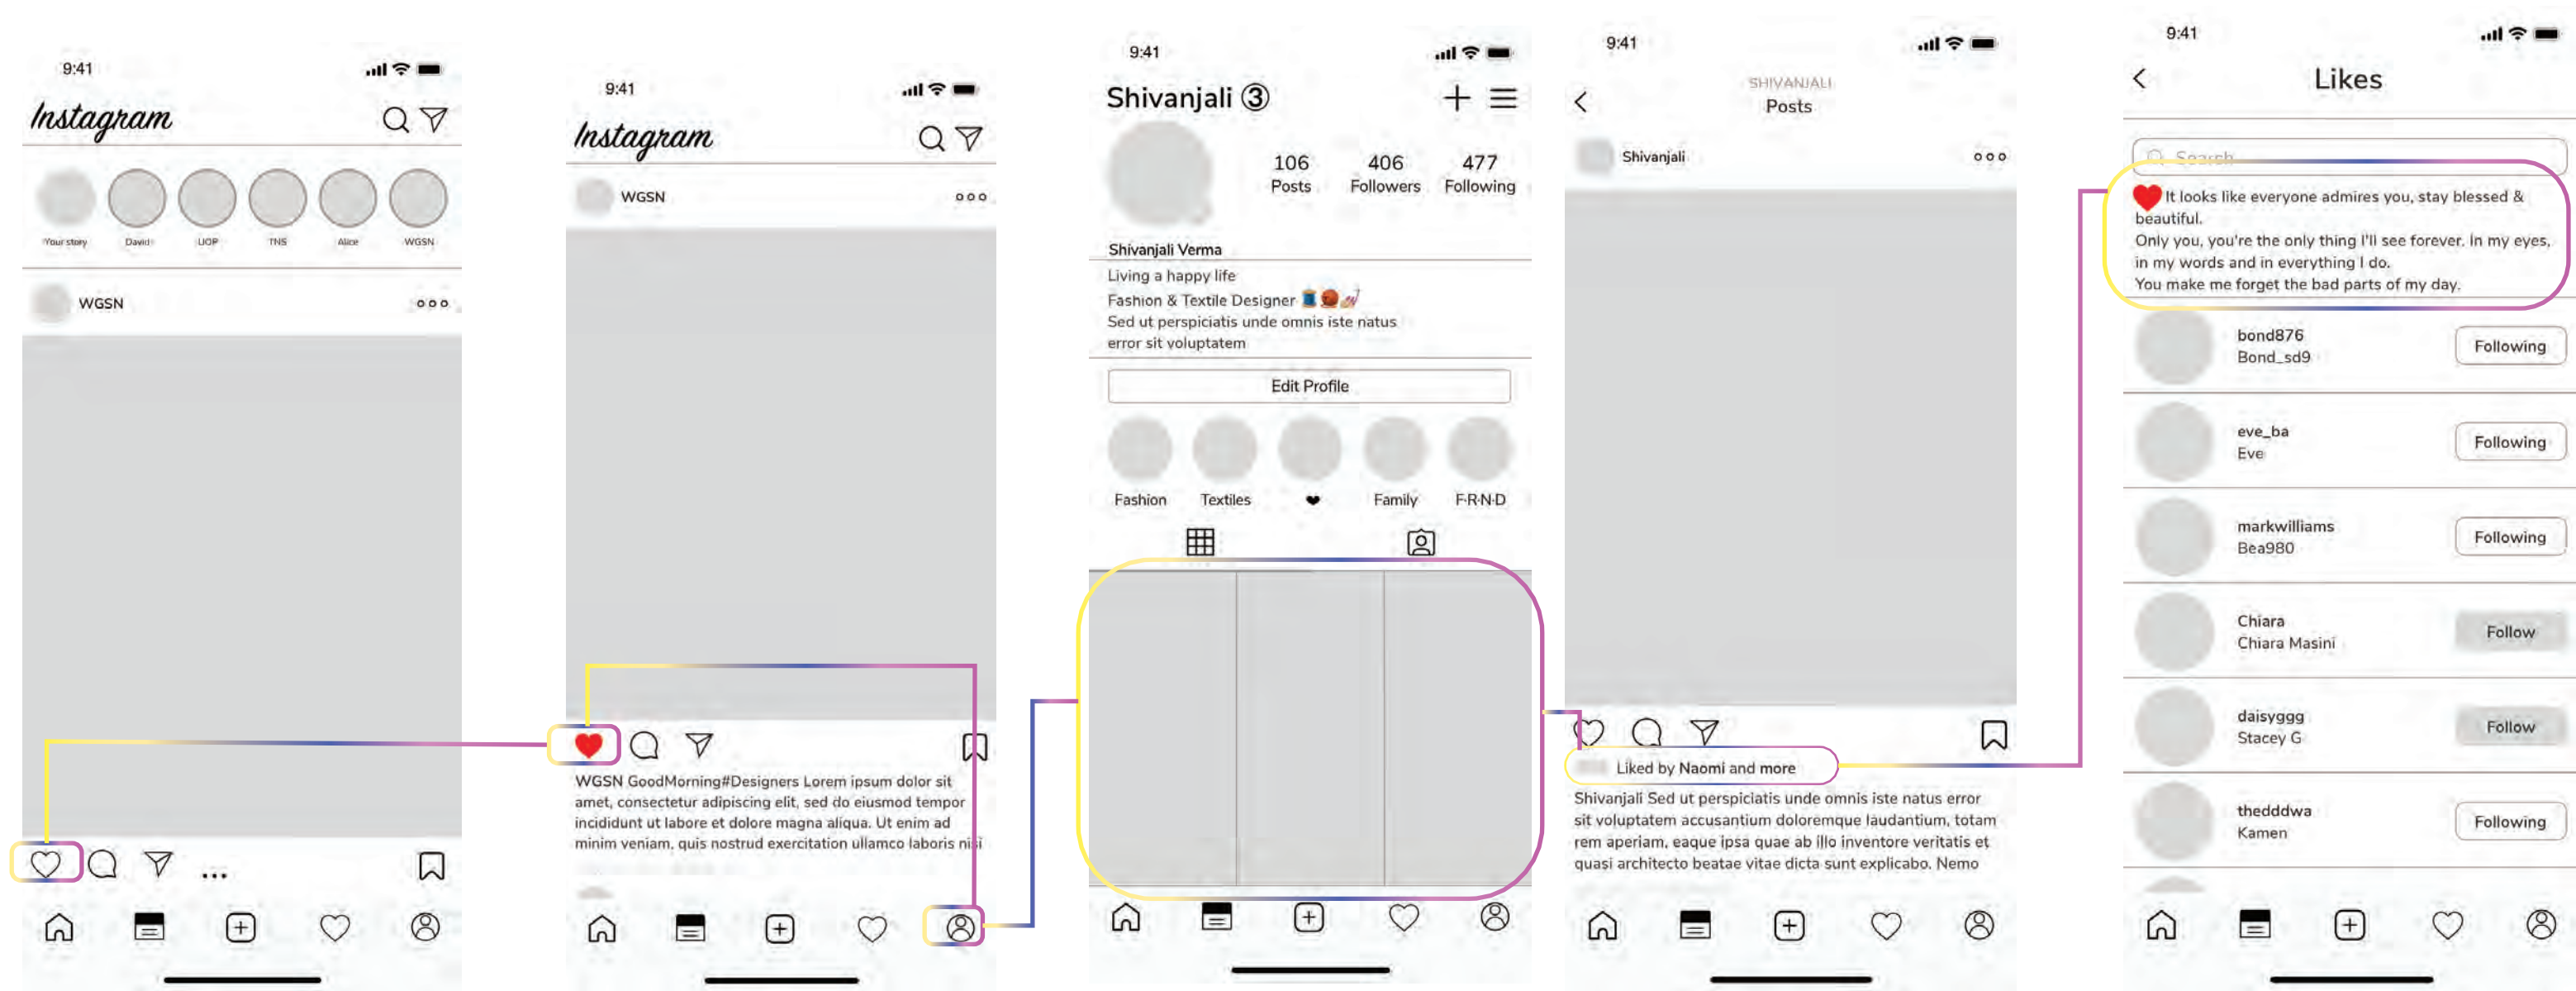 9:41
Instagram
Your story David UOP TNS Alice WGSN
WGSN
9:41
Instagram
WGSN
WGSN GoodMorning#Designers Lorem ipsum dolor sit
amet, consectetur adipiscing elit, sed do eiusmod tempor
incididunt ut labore et dolore magna aliqua. Ut enim ad
minim veniam, quis nostrud exercitation ullamco laboris nisi
9:41
Shivanjali ③
106 406 477
Posts Followers Following
Shivanjali Verma
Living a happy life
Fashion & Textile Designer 🧵🧶💅
Sed ut perspiciatis unde omnis iste natus
error sit voluptatem
Edit Profile
Fashion Textiles ❤ Family F·R·N·D
9:41
SHIVANJALI
Posts
Shivanjali
Liked by Naomi and more
Shivanjali Sed ut perspiciatis unde omnis iste natus error
sit voluptatem accusantium doloremque laudantium, totam
rem aperiam, eaque ipsa quae ab illo inventore veritatis et
quasi architecto beatae vitae dicta sunt explicabo. Nemo
9:41
Likes
Search
❤️ It looks like everyone admires you, stay blessed &
beautiful.
Only you, you're the only thing I'll see forever. In my eyes,
in my words and in everything I do.
You make me forget the bad parts of my day.
bond876
Bond_sd9
Following
eve_ba
Eve
Following
markwilliams
Bea980
Following
Chiara
Chiara Masini
Follow
daisyggg
Stacey G
Follow
thedddwa
Kamen
Following